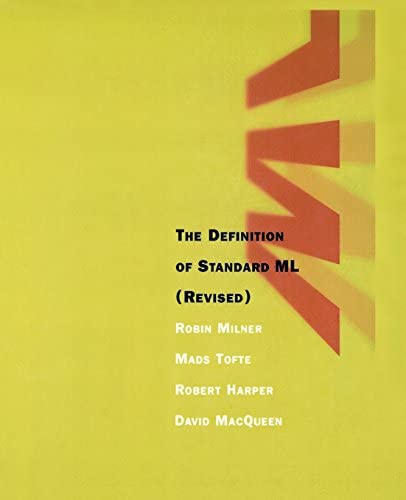 THE DEFINITION
OF STANDARD ML
(REVISED)
ROBIN MILNER
MADS TOFTE
ROBERT HARPER
DAVID MACQUEEN